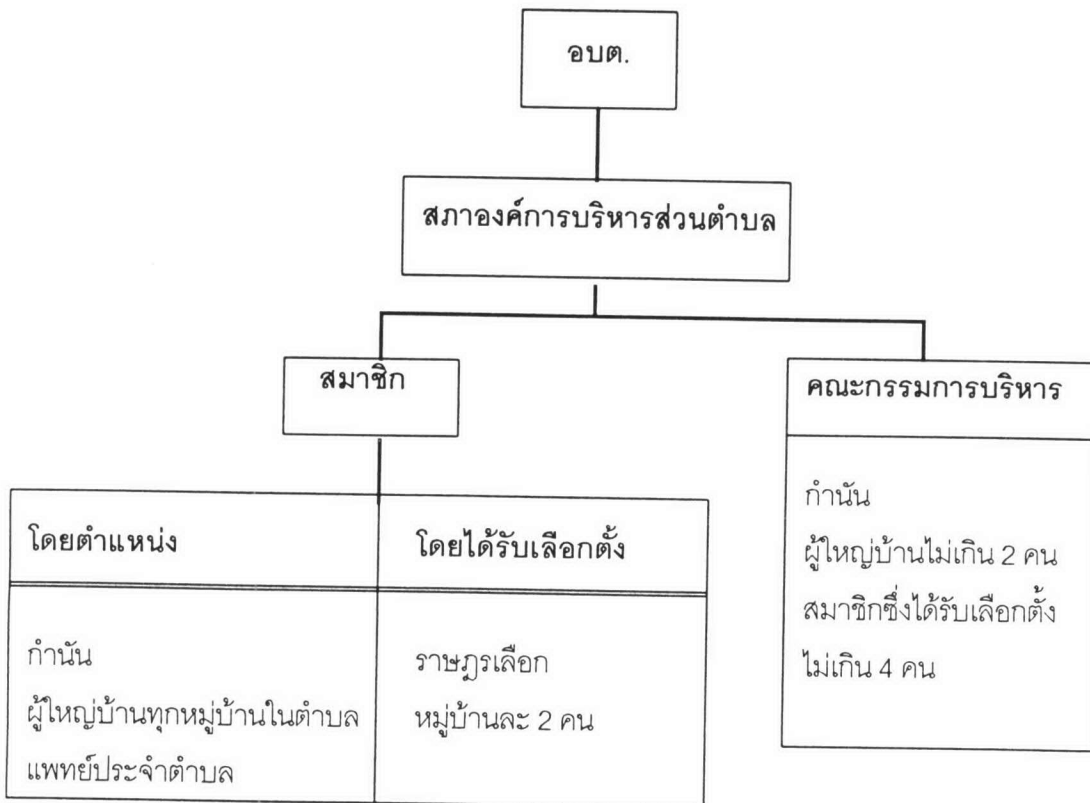 อบต.
สภาองค์การบริหารส่วนตำบล
สมาชิก
โดยตำแหน่ง
กำนัน
ผู้ใหญ่บ้านทุกหมู่บ้านในตำบล
แพทย์ประจำตำบล
โดยได้รับเลือกตั้ง
ราษฎรเลือก
หมู่บ้านละ 2 คน
คณะกรรมการบริหาร
กำนัน
ผู้ใหญ่บ้านไม่เกิน 2 คน
สมาชิกซึ่งได้รับเลือกตั้ง
ไม่เกิน 4 คน